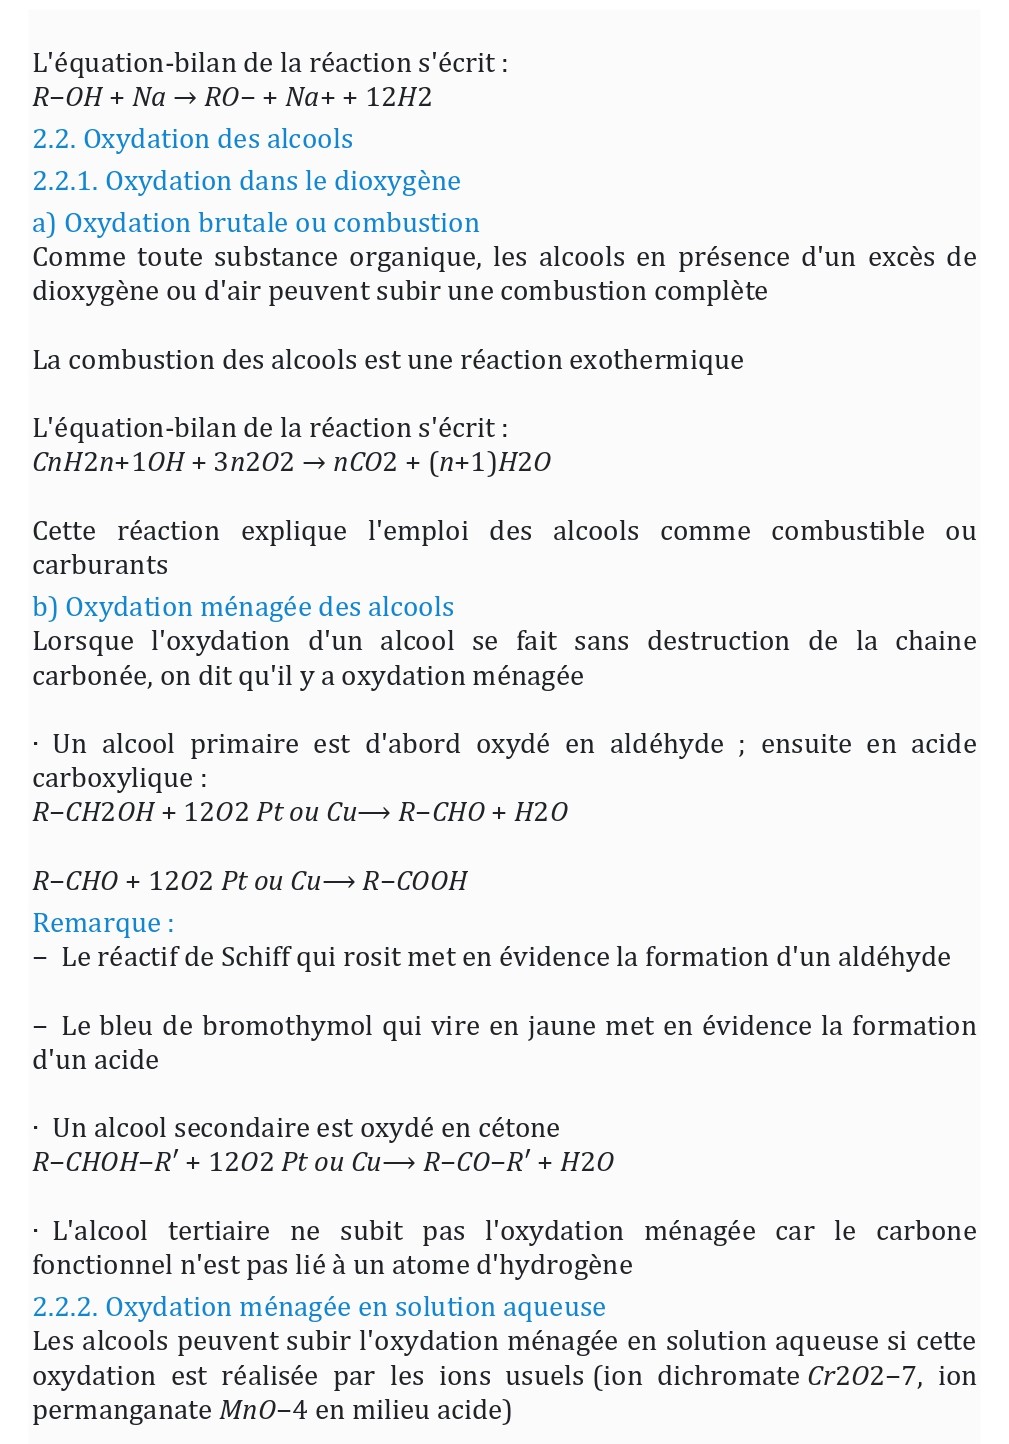 L'équation-bilan de la réaction s'écrit :
R−OH + Na → RO− + Na+ + 12H2
2.2. Oxydation des alcools
2.2.1. Oxydation dans le dioxygène
a) Oxydation brutale ou combustion
Comme toute substance organique, les alcools en présence d'un excès de
dioxygène ou d'air peuvent subir une combustion complète
La combustion des alcools est une réaction exothermique
L'équation-bilan de la réaction s'écrit :
CnH2n+1OH + 3n2O2 → nCO2 + (n+1)H2O
Cette réaction explique l'emploi des alcools comme combustible ou
carburants
b) Oxydation ménagée des alcools
Lorsque l'oxydation d'un alcool se fait sans destruction de la chaine
carbonée, on dit qu'il y a oxydation ménagée
· Un alcool primaire est d'abord oxydé en aldéhyde ; ensuite en acide
carboxylique :
R−CH2OH + 12O2 Pt ou Cu⟶ R−CHO + H2O
R−CHO + 12O2 Pt ou Cu⟶ R−COOH
Remarque :
− Le réactif de Schiff qui rosit met en évidence la formation d'un aldéhyde
− Le bleu de bromothymol qui vire en jaune met en évidence la formation
d'un acide
· Un alcool secondaire est oxydé en cétone
R−CHOH−R′ + 12O2 Pt ou Cu⟶ R−CO−R′ + H2O
· L'alcool tertiaire ne subit pas l'oxydation ménagée car le carbone
fonctionnel n'est pas lié à un atome d'hydrogène
2.2.2. Oxydation ménagée en solution aqueuse
Les alcools peuvent subir l'oxydation ménagée en solution aqueuse si cette
oxydation est réalisée par les ions usuels (ion dichromate Cr2O2−7, ion
permanganate MnO−4 en milieu acide)